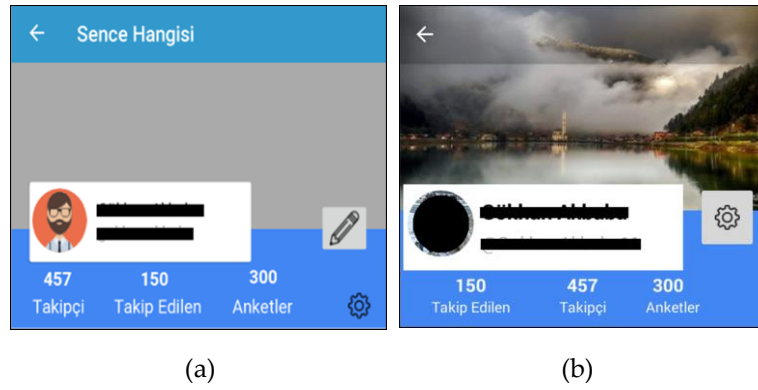 Sence Hangisi
457 150 300
Takipçi Takip Edilen Anketler
150 457 300
Takip Edilen Takipçi Anketler
(a) (b)